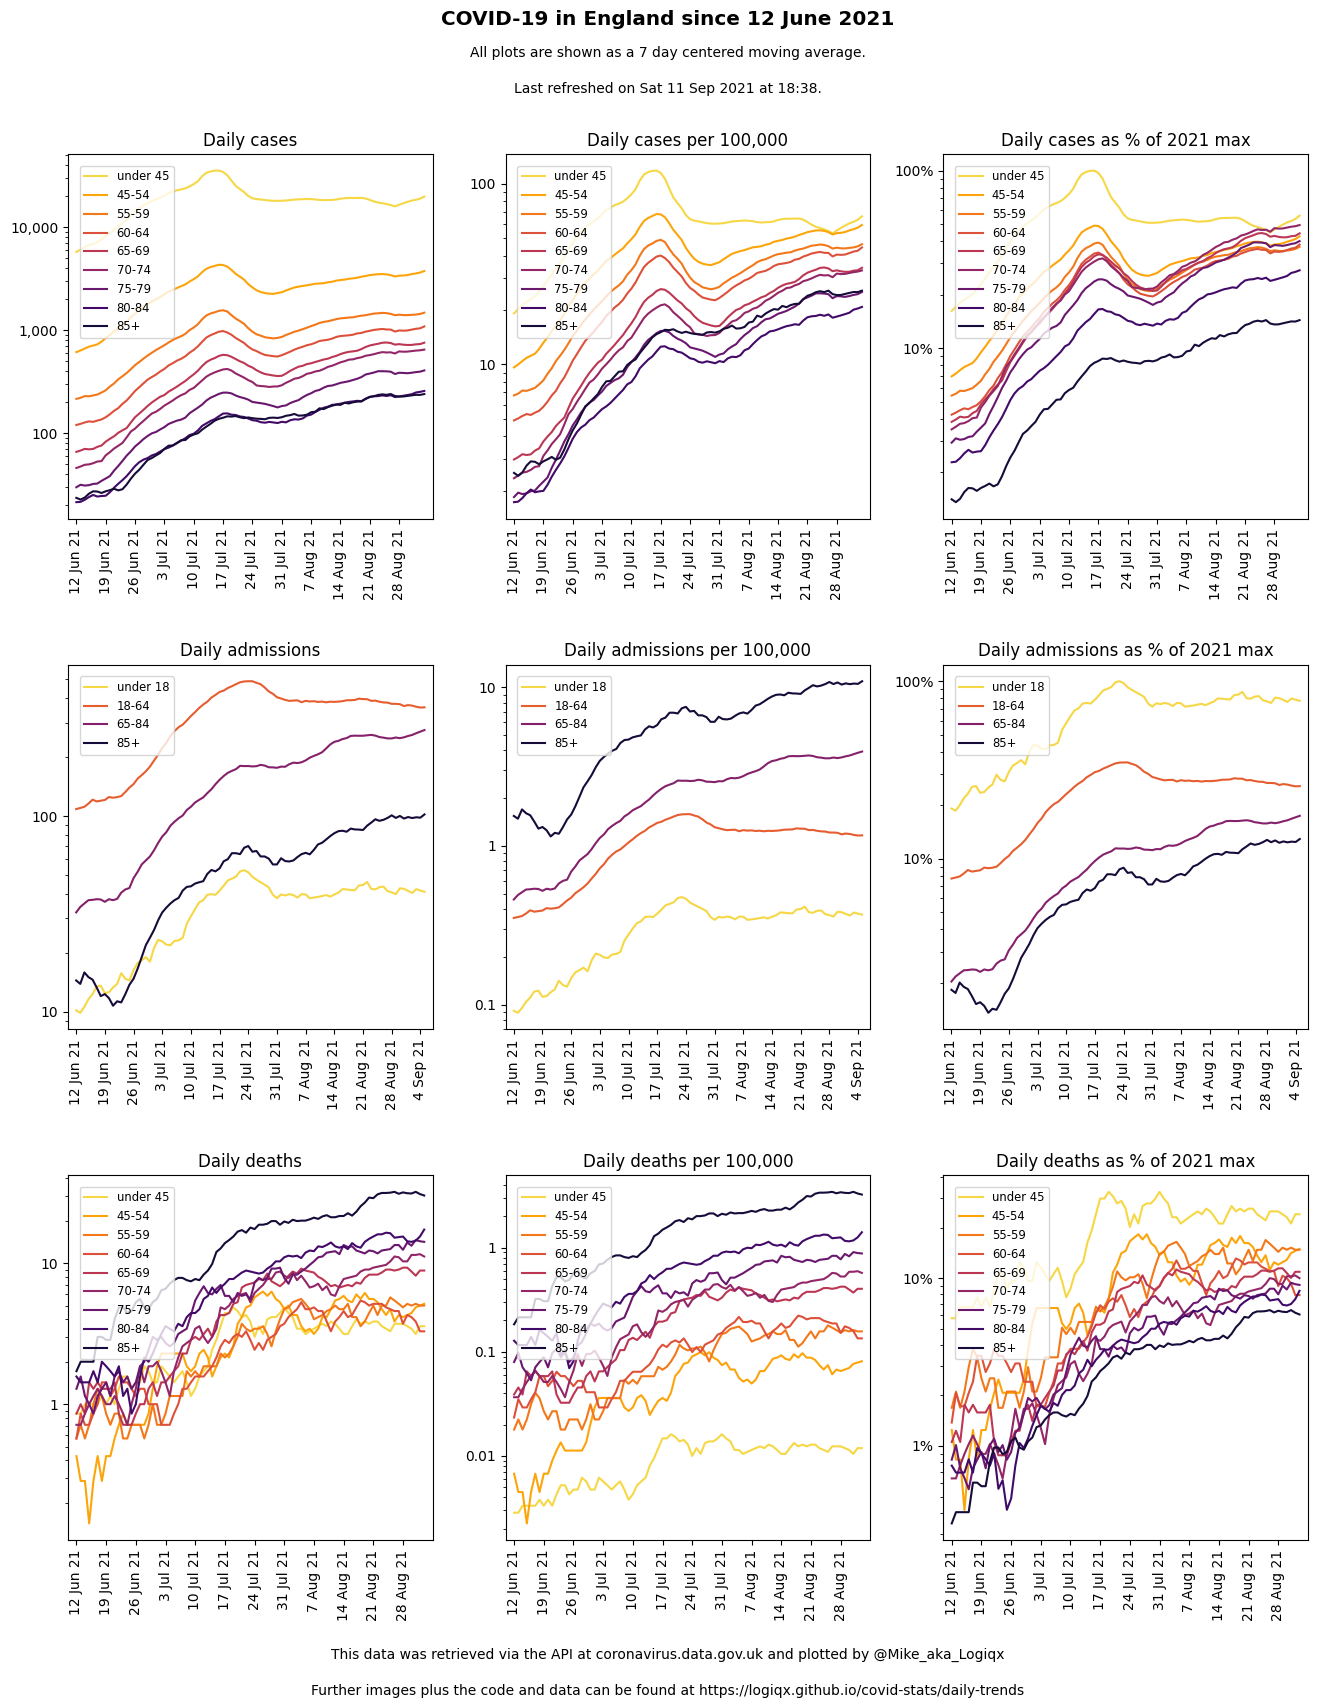 COVID-19 in England since 12 June 2021
All plots are shown as a 7 day centered moving average.
Last refreshed on Sat 11 Sep 2021 at 18:38.
Daily cases
10,000
1,000
100
under 45
45-54
55-59
60-64
65-69
70-74
75-79
80-84
85+
12 Jun 21
19 Jun 21
26 Jun 21
3 Jul 21
10 Jul 21
17 Jul 21
24 Jul 21
31 Jul 21
7 Aug 21
14 Aug 21
21 Aug 21
28 Aug 21
Daily cases per 100,000
100
10
under 45
45-54
55-59
60-64
65-69
70-74
75-79
80-84
85+
12 Jun 21
19 Jun 21
26 Jun 21
3 Jul 21
10 Jul 21
17 Jul 21
24 Jul 21
31 Jul 21
7 Aug 21
14 Aug 21
21 Aug 21
28 Aug 21
Daily cases as % of 2021 max
100%
10%
under 45
45-54
55-59
60-64
65-69
70-74
75-79
80-84
85+
12 Jun 21
19 Jun 21
26 Jun 21
3 Jul 21
10 Jul 21
17 Jul 21
24 Jul 21
31 Jul 21
7 Aug 21
14 Aug 21
21 Aug 21
28 Aug 21
Daily admissions
100
10
under 18
18-64
65-84
85+
12 Jun 21
19 Jun 21
26 Jun 21
3 Jul 21
10 Jul 21
17 Jul 21
24 Jul 21
31 Jul 21
7 Aug 21
14 Aug 21
21 Aug 21
28 Aug 21
4 Sep 21
Daily admissions per 100,000
10
1
0.1
under 18
18-64
65-84
85+
12 Jun 21
19 Jun 21
26 Jun 21
3 Jul 21
10 Jul 21
17 Jul 21
24 Jul 21
31 Jul 21
7 Aug 21
14 Aug 21
21 Aug 21
28 Aug 21
4 Sep 21
Daily admissions as % of 2021 max
100%
10%
under 18
18-64
65-84
85+
12 Jun 21
19 Jun 21
26 Jun 21
3 Jul 21
10 Jul 21
17 Jul 21
24 Jul 21
31 Jul 21
7 Aug 21
14 Aug 21
21 Aug 21
28 Aug 21
4 Sep 21
Daily deaths
10
1
under 45
45-54
55-59
60-64
65-69
70-74
75-79
80-84
85+
12 Jun 21
19 Jun 21
26 Jun 21
3 Jul 21
10 Jul 21
17 Jul 21
24 Jul 21
31 Jul 21
7 Aug 21
14 Aug 21
21 Aug 21
28 Aug 21
Daily deaths per 100,000
1
0.1
0.01
under 45
45-54
55-59
60-64
65-69
70-74
75-79
80-84
85+
12 Jun 21
19 Jun 21
26 Jun 21
3 Jul 21
10 Jul 21
17 Jul 21
24 Jul 21
31 Jul 21
7 Aug 21
14 Aug 21
21 Aug 21
28 Aug 21
Daily deaths as % of 2021 max
10%
1%
under 45
45-54
55-59
60-64
65-69
70-74
75-79
80-84
85+
12 Jun 21
19 Jun 21
26 Jun 21
3 Jul 21
10 Jul 21
17 Jul 21
24 Jul 21
31 Jul 21
7 Aug 21
14 Aug 21
21 Aug 21
28 Aug 21
This data was retrieved via the API at coronavirus.data.gov.uk and plotted by @Mike_aka_Logiqx
Further images plus the code and data can be found at https://logiqx.github.io/covid-stats/daily-trends